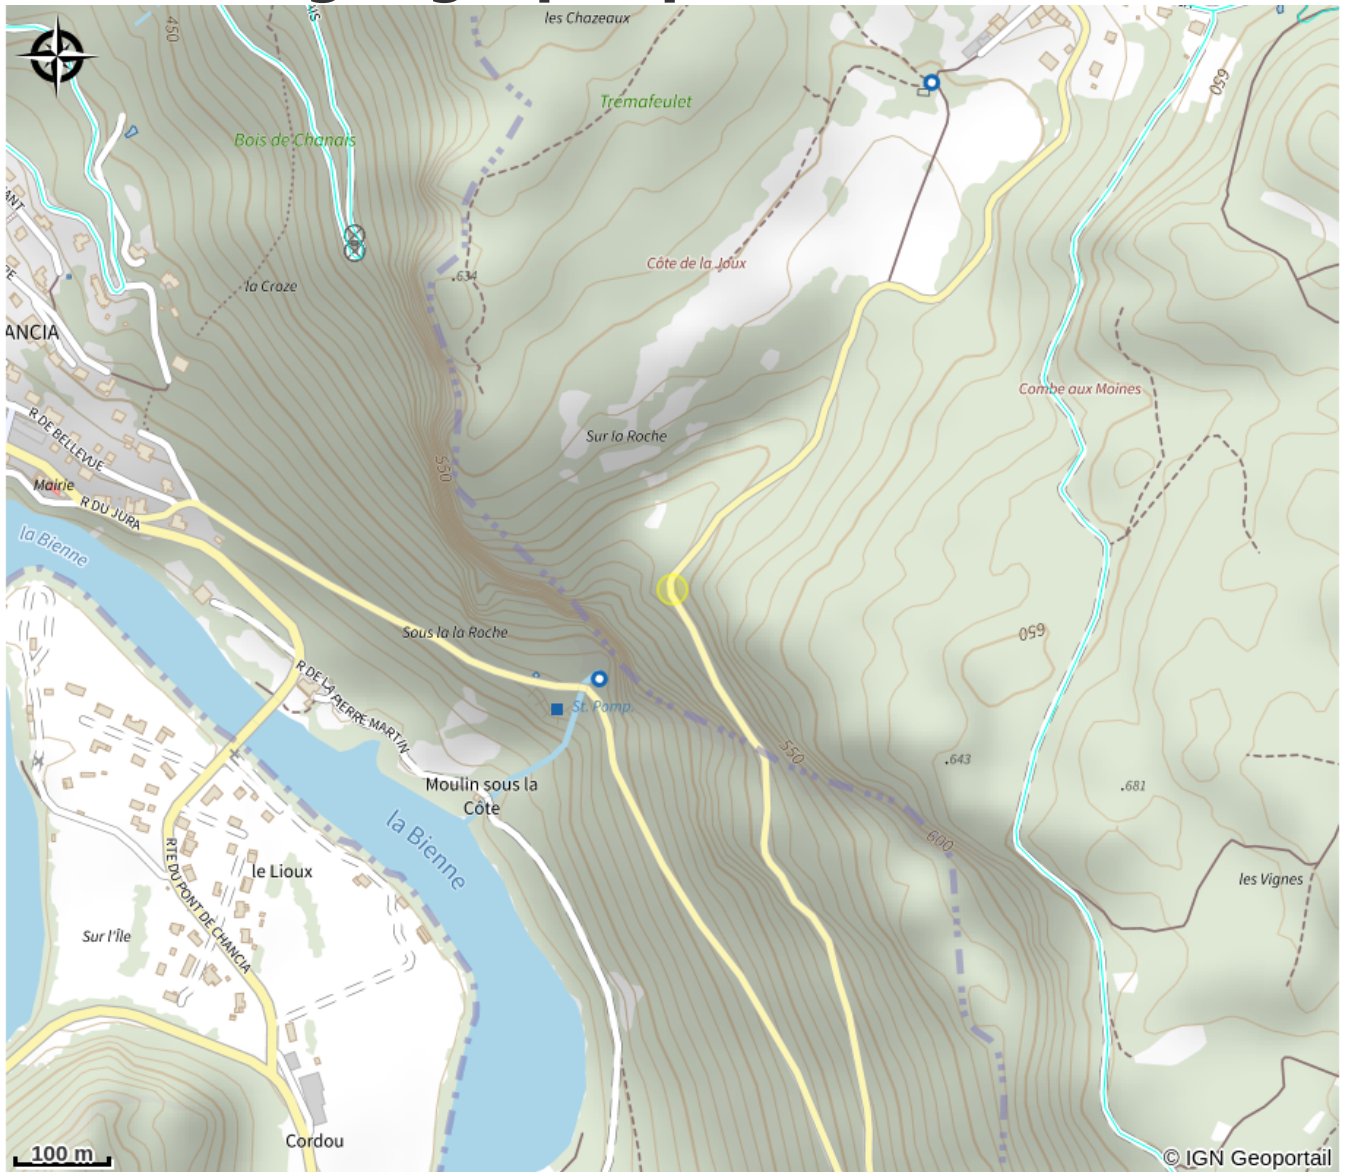 les Chazeaux
450
650
Trémafeulet
Bois de Chanais
Côte de la Joux
.634
la Croze
ANCIA
Combe aux Moines
R DE BELLEVUE
Sur la Roche
550
Mairie
R DU JURA
la Bienne
Sous la la Roche
650
R DE LA PIERRE MARTIN
St. Pomp.
550
.643
.681
Moulin sous la
Côte
la Bienne
600
le Lioux
les Vignes
RTE DU PONT DE CHANCIA
Sur l'Île
Cordou
100 m
© IGN Geoportail